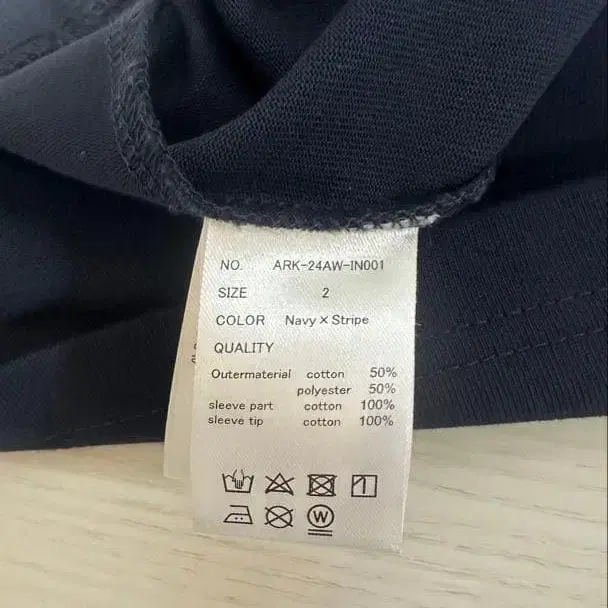 NO. ARK-24AW-IN001
SIZE 2
COLOR Navy×Stripe
QUALITY
Outermaterial cotton 50%
polyester 50%
sleeve part cotton 100%
sleeve tip cotton 100%
W